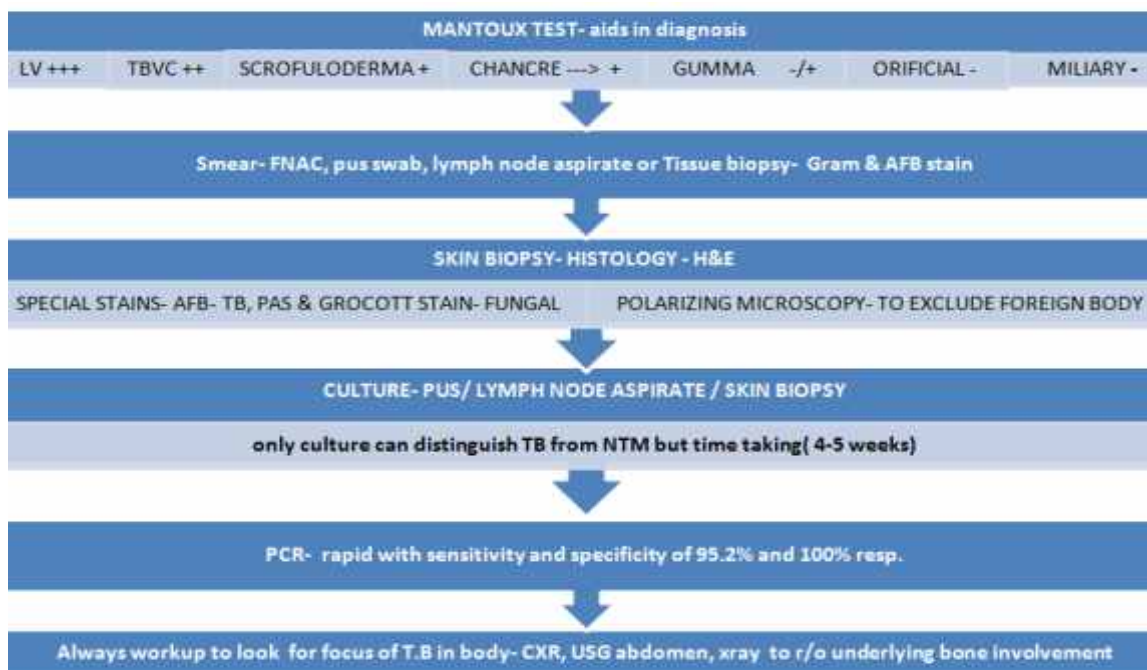 MANTOUX TEST- aids in diagnosis
LV +++ TBVC ++ SCROFULODERMA + CHANCRE ---> + GUMMA -/+ ORIFICIAL - MILIARY -
Smear- FNAC, pus swab, lymph node aspirate or Tissue biopsy- Gram & AFB stain
SKIN BIOPSY- HISTOLOGY - H&E
SPECIAL STAINS- AFB- TB, PAS & GROCOTT STAIN- FUNGAL POLARIZING MICROSCOPY- TO EXCLUDE FOREIGN BODY
CULTURE- PUS/ LYMPH NODE ASPIRATE / SKIN BIOPSY
only culture can distinguish TB from NTM but time taking( 4-5 weeks)
PCR- rapid with sensitivity and specificity of 95.2% and 100% resp.
Always workup to look for focus of T.B in body- CXR, USG abdomen, xray to r/o underlying bone involvement